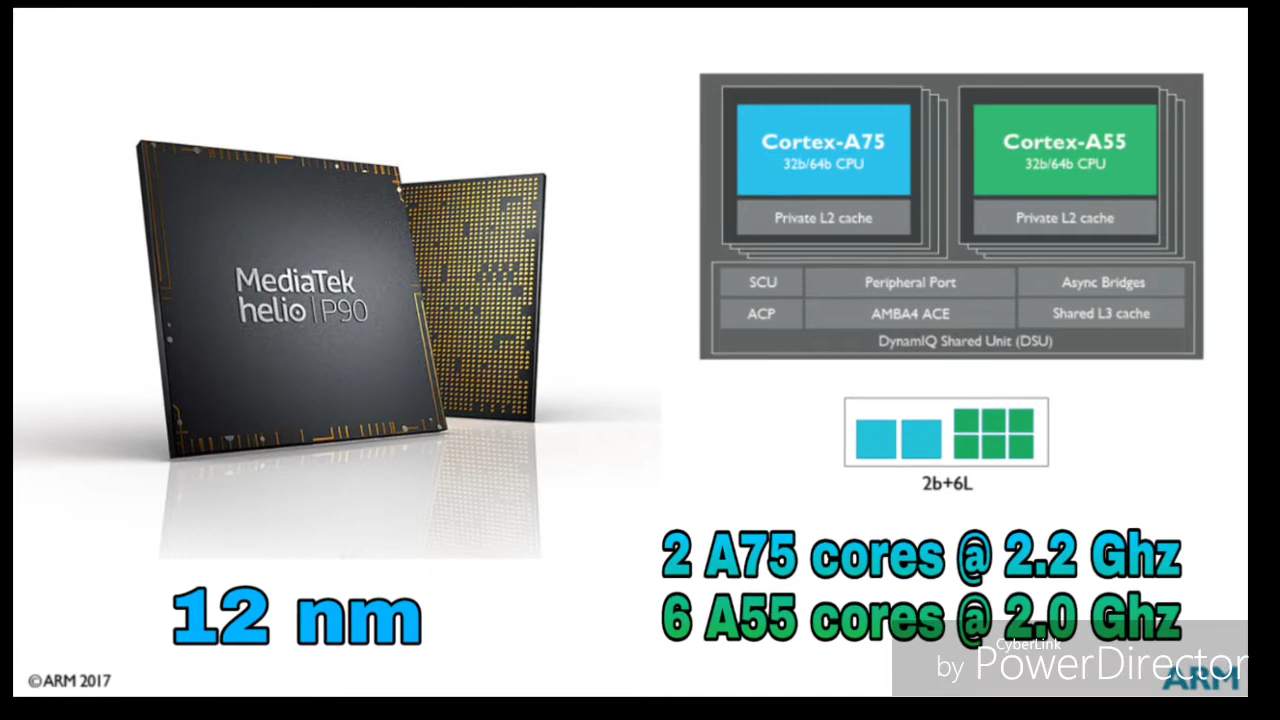 MediaTek
helio P90
12 nm
©ARM 2017
Cortex-A75
32b/64b CPU
Private L2 cache
Cortex-A55
32b/64b CPU
Private L2 cache
SCU
Peripheral Port
Async Bridges
ACP
AMBA4 ACE
Shared L3 cache
DynamIQ Shared Unit (DSU)
2b+6L
2 A75 cores @ 2.2 Ghz
6 A55 cores @ 2.0 Ghz
CyberLink
by PowerDirector
ARM